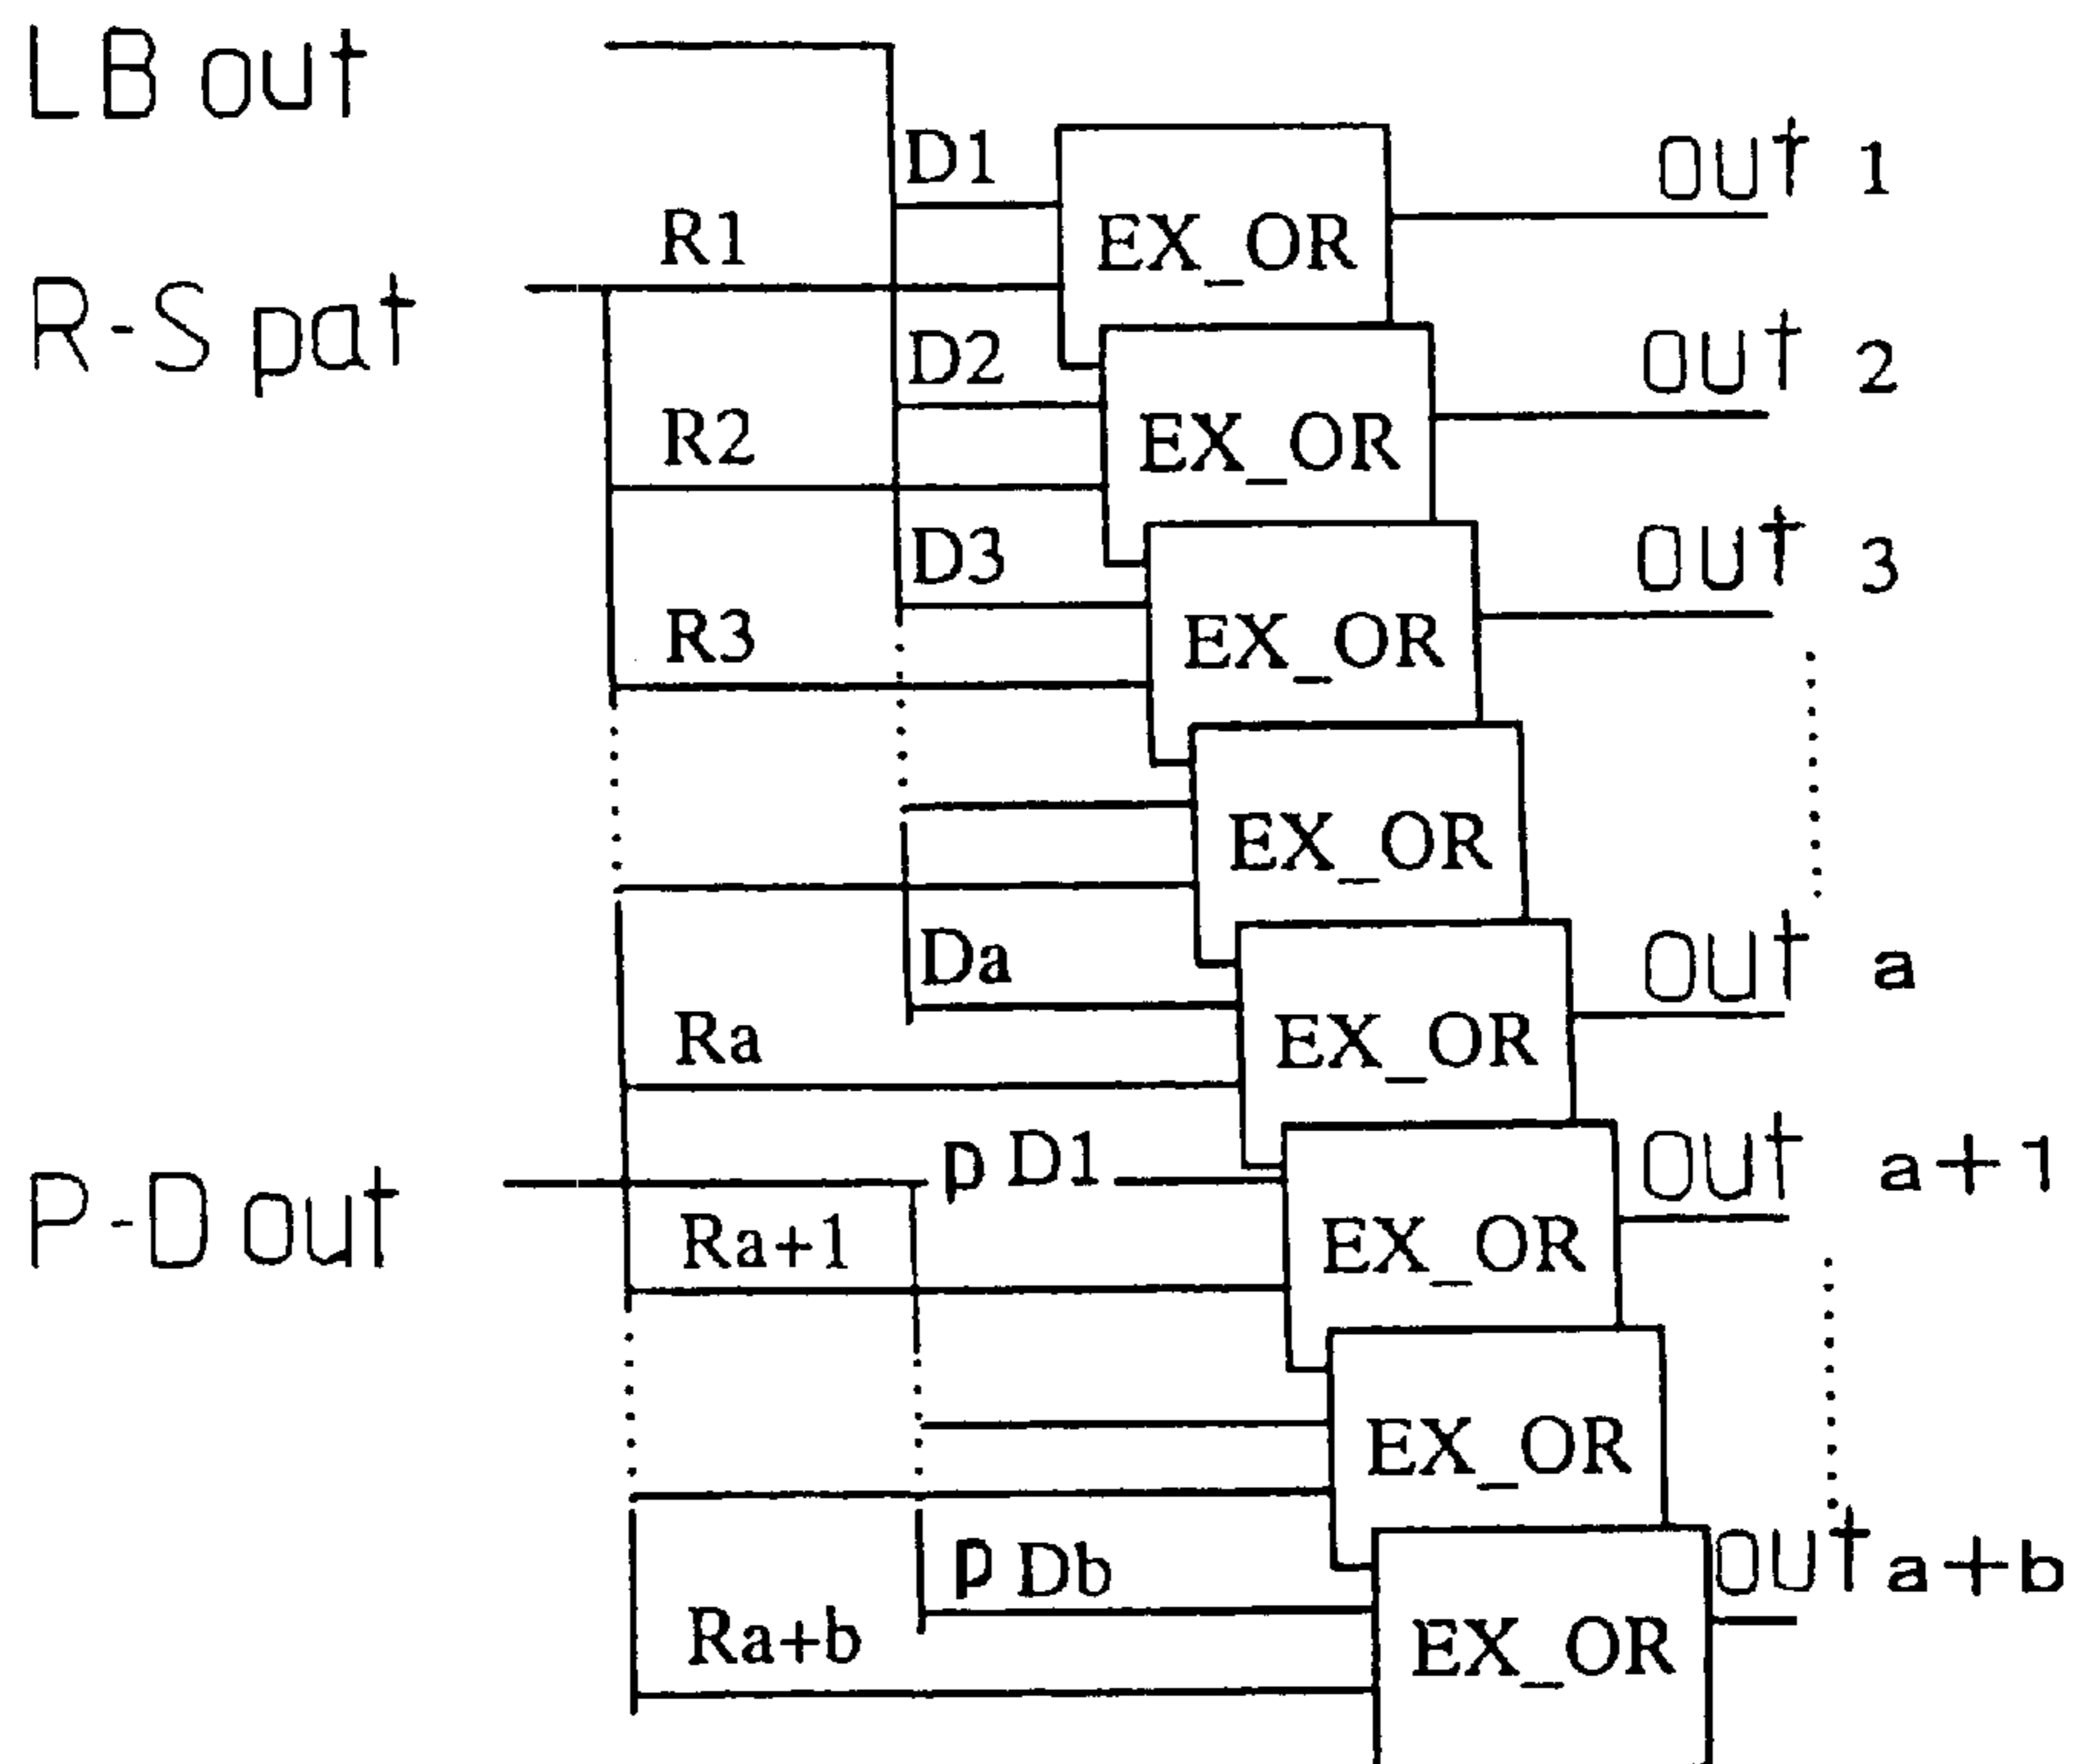 LB out
D1
OUT 1
R1
EX_OR
R-S pat
D2
OUT 2
R2
EX_OR
D3
OUT 3
R3
EX_OR
EX_OR
Da
OUT a
Ra
EX_OR
P-D out
p D1
OUT a+1
Ra+1
EX_OR
EX_OR
p Db
OUT a+b
Ra+b
EX_OR